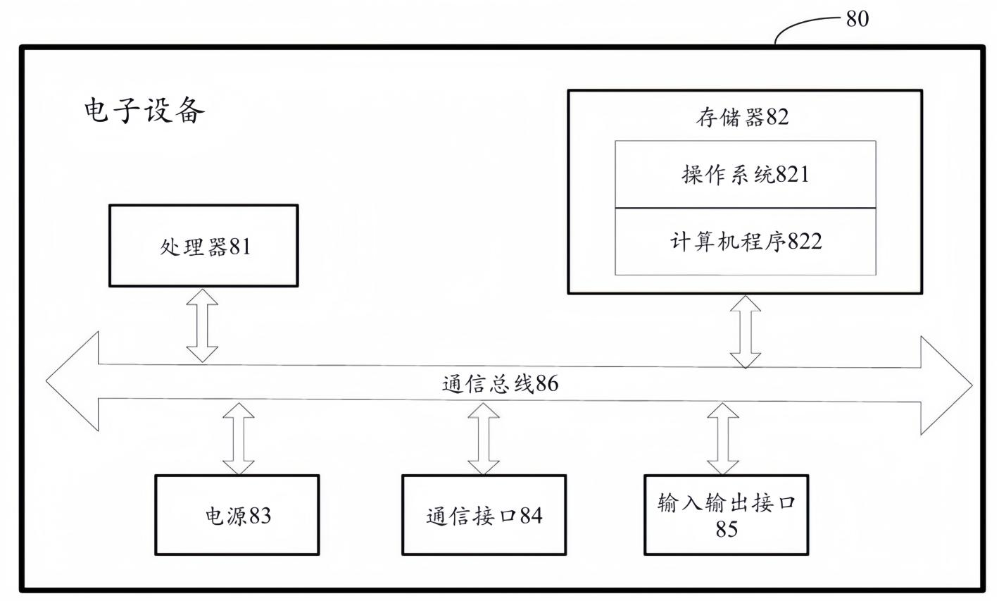 80
电子设备
存储器82
操作系统821
计算机程序822
处理器81
通信总线86
电源83
通信接口84
输入输出接口
85